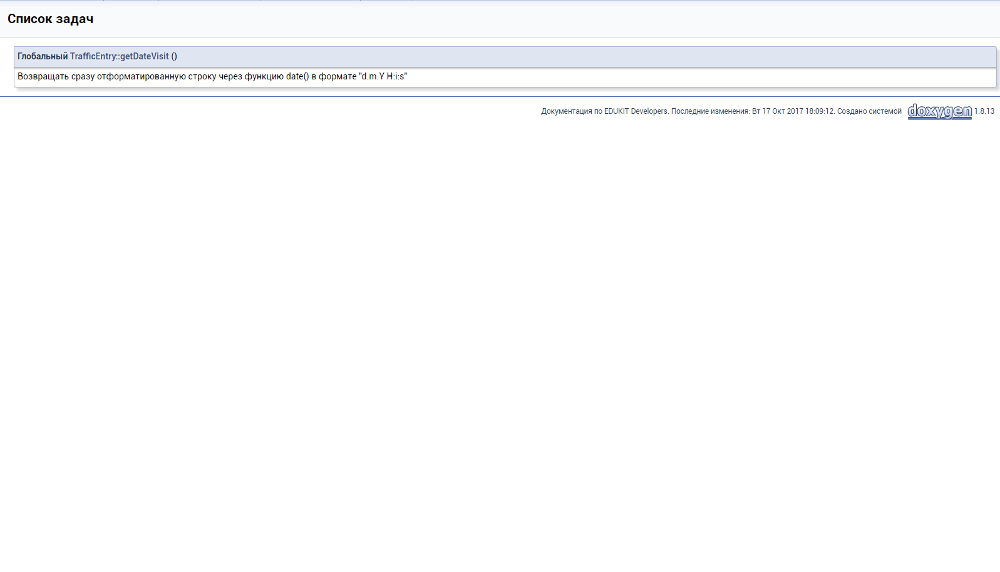 Список задач
Глобальный TrafficEntry::getDateVisit ()
Возвращать сразу отформатированную строку через функцию date() в формате "d.m.Y H:i:s"
Документация по EDUKIT Developers. Последние изменения: Вт 17 Окт 2017 18:09:12. Создано системой doxygen 1.8.13